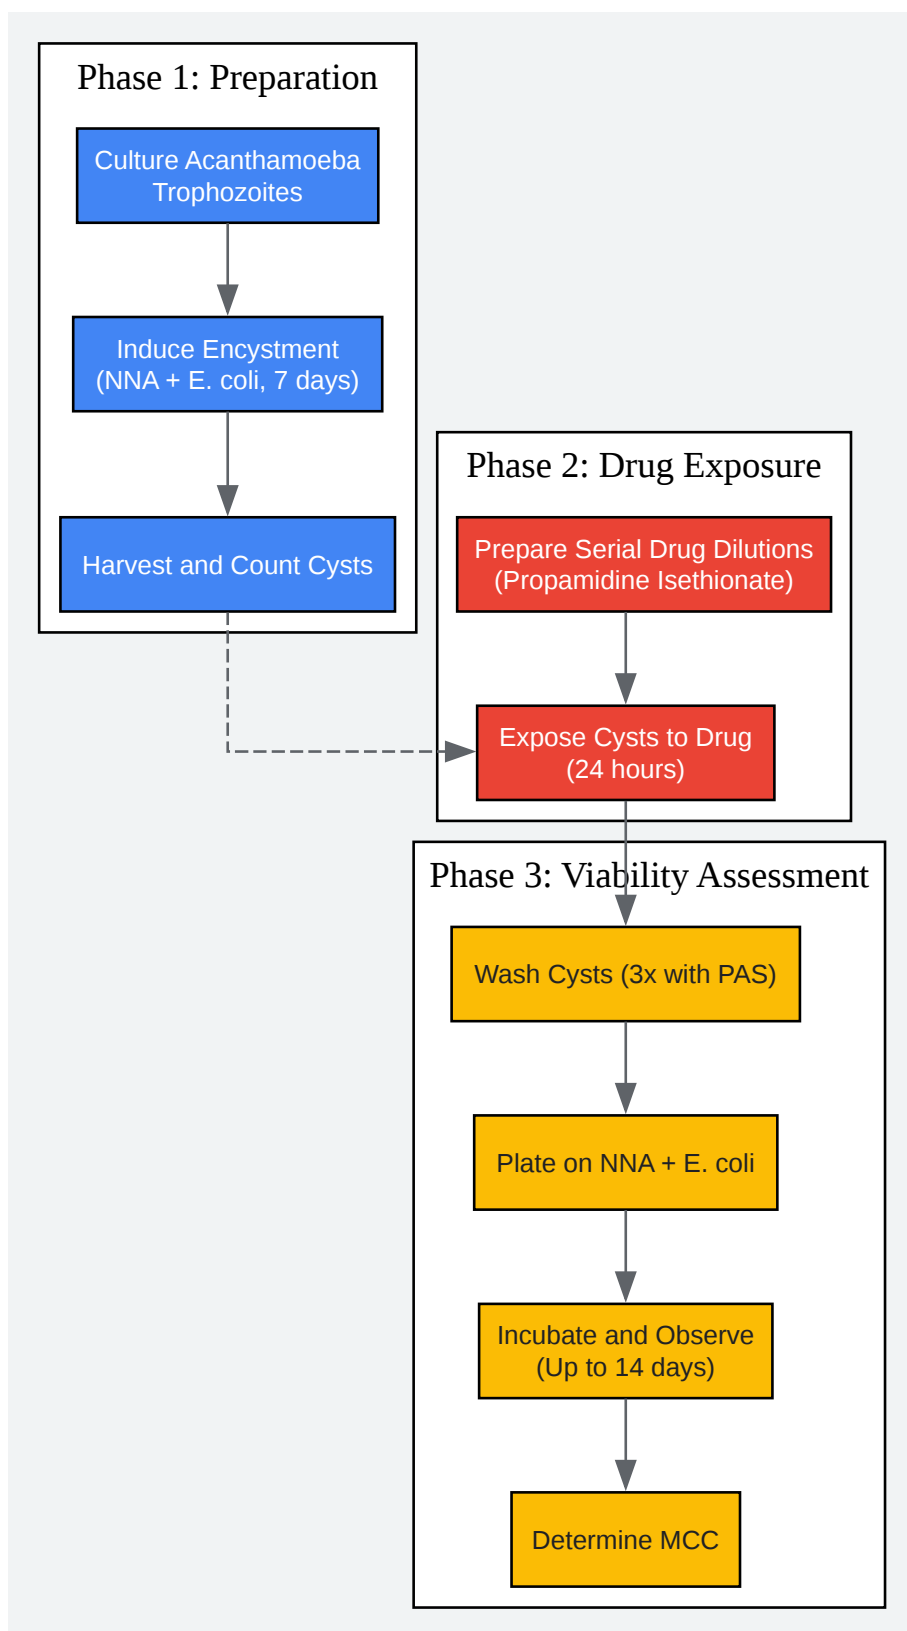 Phase 1: Preparation
Culture Acanthamoeba
Trophozoites
Induce Encystment
(NNA + E. coli, 7 days)
Harvest and Count Cysts
Phase 2: Drug Exposure
Prepare Serial Drug Dilutions
(Propamidine Isethionate)
Expose Cysts to Drug
(24 hours)
Phase 3: Viability Assessment
Wash Cysts (3x with PAS)
Plate on NNA + E. coli
Incubate and Observe
(Up to 14 days)
Determine MCC